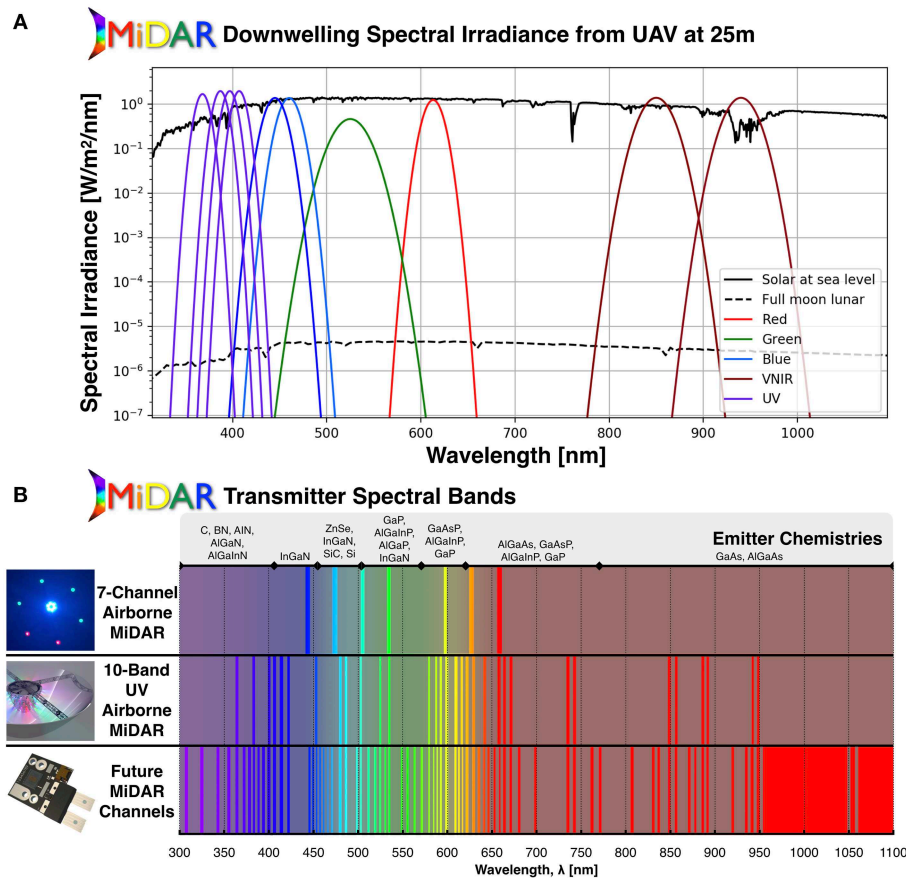 A
MiDAR Downwelling Spectral Irradiance from UAV at 25m
Spectral Irradiance [W/m²/nm]
10⁰
10⁻¹
10⁻²
10⁻³
10⁻⁴
10⁻⁵
10⁻⁶
10⁻⁷
Solar at sea level
Full moon lunar
Red
Green
Blue
VNIR
UV
400 500 600 700 800 900 1000
Wavelength [nm]
B
MiDAR Transmitter Spectral Bands
Emitter Chemistries
C, BN, AlN,
AlGaN,
AlGaInN
InGaN
ZnSe,
InGaN,
SiC, Si
GaP,
AlGaInP,
AlGaP,
InGaN
GaAsP,
AlGaInP,
GaP
AlGaAs, GaAsP,
AlGaInP, GaP
GaAs, AlGaAs
7-Channel
Airborne
MiDAR
10-Band
UV
Airborne
MiDAR
Future
MiDAR
Channels
300 350 400 450 500 550 600 650 700 750 800 850 900 950 1000 1050 1100
Wavelength, λ [nm]